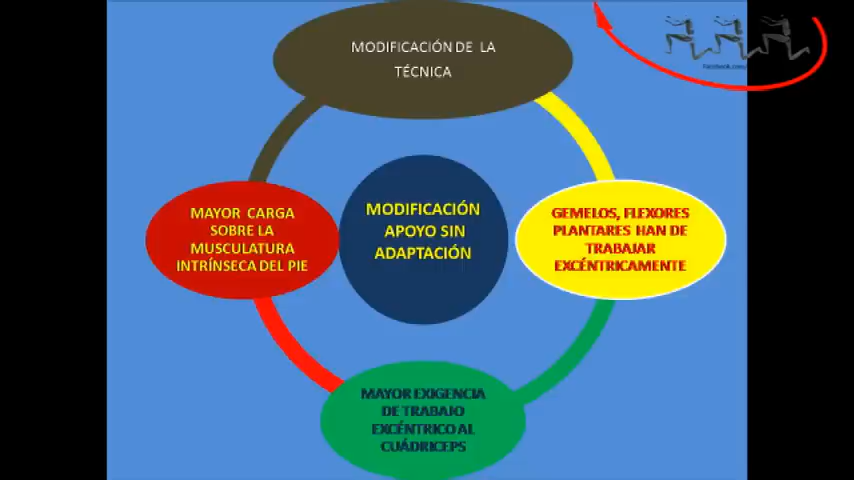 MODIFICACIÓN DE LA
TÉCNICA
MAYOR CARGA
SOBRE LA
MUSCULATURA
INTRÍNSECA DEL PIE
MODIFICACIÓN
APOYO SIN
ADAPTACIÓN
GEMELOS, FLEXORES
PLANTARES HAN DE
TRABAJAR
EXCÉNTRICAMENTE
MAYOR EXIGENCIA
DE TRABAJO
EXCÉNTRICO AL
CUÁDRICEPS